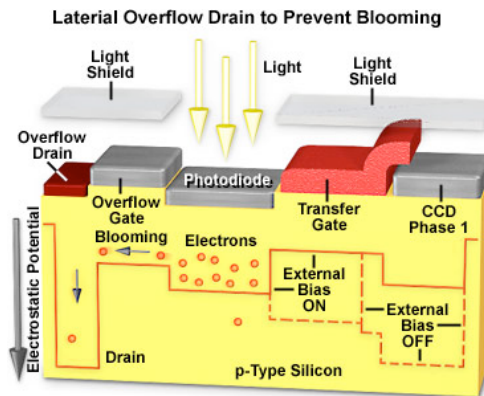 Laterial Overflow Drain to Prevent Blooming
Light
Shield
Light
Light
Shield
Overflow
Drain
Photodiode
Overflow
Gate
Transfer
Gate
CCD
Phase 1
Blooming
Electrons
External
Bias
ON
External
Bias
OFF
Electrostatic Potential
Drain
p-Type Silicon